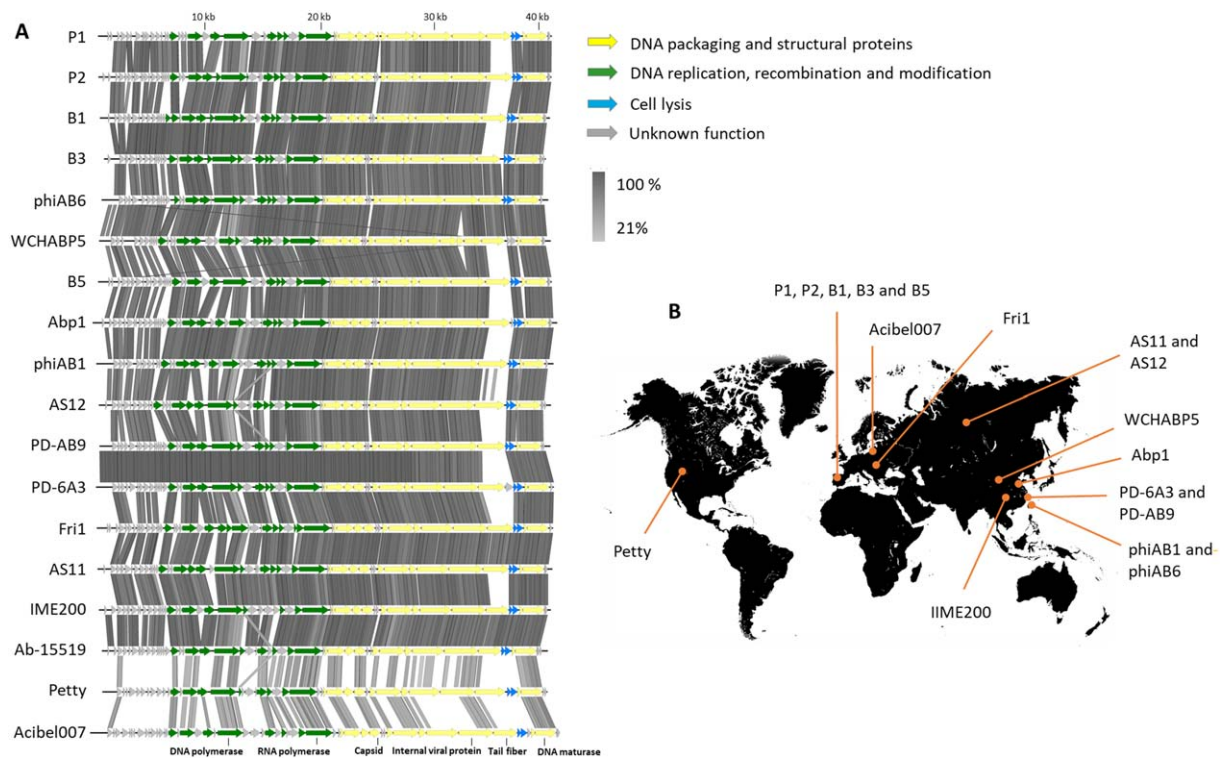 A
10 kb
20 kb
30 kb
40 kb
P1
P2
B1
B3
phiAB6
WCHABP5
B5
Abp1
phiAB1
AS12
PD-AB9
PD-6A3
Fri1
AS11
IME200
Ab-15519
Petty
Acibel007
DNA polymerase
RNA polymerase
Capsid
Internal viral protein
Tail fiber
DNA maturase
DNA packaging and structural proteins
DNA replication, recombination and modification
Cell lysis
Unknown function
100 %
21%
B
P1, P2, B1, B3 and B5
Acibel007
Fri1
AS11 and
AS12
WCHABP5
Abp1
PD-6A3 and
PD-AB9
phiAB1 and
phiAB6
IIME200
Petty